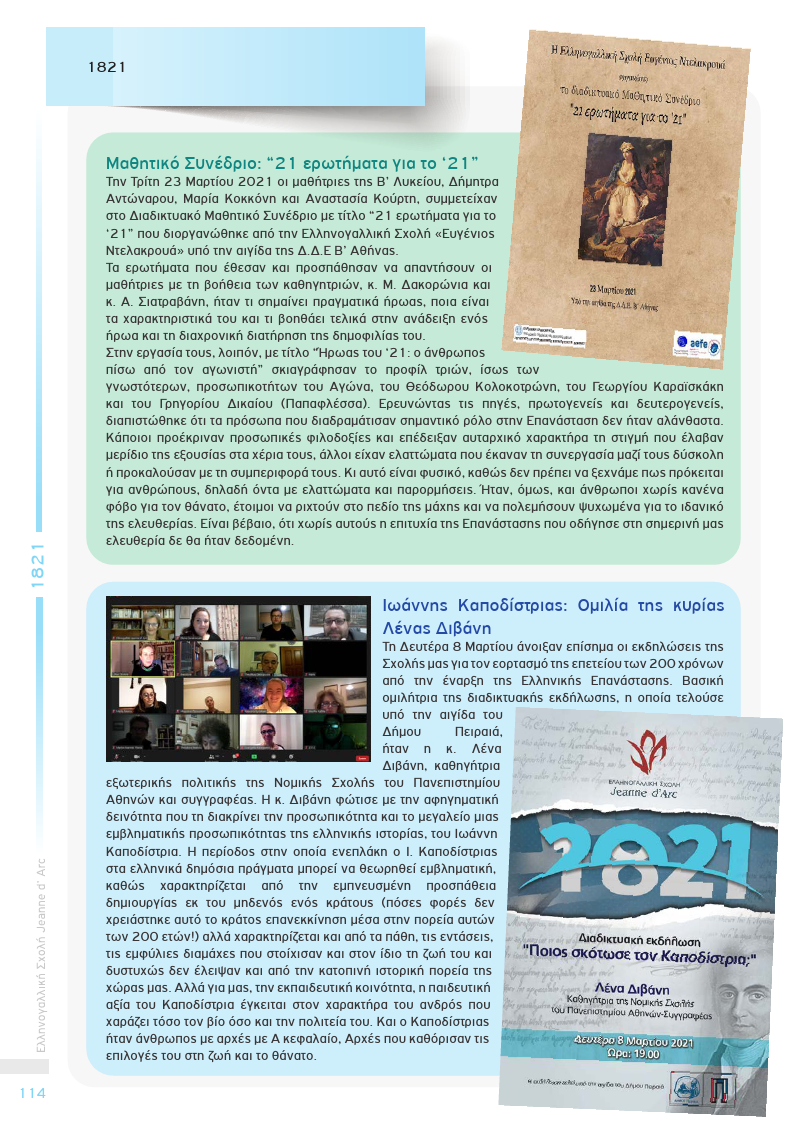 1821
Η Ελληνογαλλική Σχολή Ευγένιος Ντελακρουά
οργανώνει
το διαδικτυακό Μαθητικό Συνέδριο
"21 ερωτήματα για το '21"
23 Μαρτίου 2021
Υπό την αιγίδα της Δ.Δ.Ε. Β' Αθήνας
aefe
Μαθητικό Συνέδριο: “21 ερωτήματα για το ‘21”
Την Τρίτη 23 Μαρτίου 2021 οι μαθήτριες της Β’ Λυκείου, Δήμητρα
Αντώναρου, Μαρία Κοκκόνη και Αναστασία Κούρτη, συμμετείχαν
στο Διαδικτυακό Μαθητικό Συνέδριο με τίτλο “21 ερωτήματα για το
‘21” που διοργανώθηκε από την Ελληνογαλλική Σχολή «Ευγένιος
Ντελακρουά» υπό την αιγίδα της Δ.Δ.Ε Β’ Αθήνας.
Τα ερωτήματα που έθεσαν και προσπάθησαν να απαντήσουν οι
μαθήτριες με τη βοήθεια των καθηγητριών, κ. Μ. Δακορώνια και
κ. Α. Σιατραβάνη, ήταν τι σημαίνει πραγματικά ήρωας, ποια είναι
τα χαρακτηριστικά του και τι βοηθάει τελικά στην ανάδειξη ενός
ήρωα και τη διαχρονική διατήρηση της δημοφιλίας του.
Στην εργασία τους, λοιπόν, με τίτλο “Ήρωας του ‘21: ο άνθρωπος
πίσω από τον αγωνιστή” σκιαγράφησαν το προφίλ τριών, ίσως των
γνωστότερων, προσωπικοτήτων του Αγώνα, του Θεόδωρου Κολοκοτρώνη, του Γεωργίου Καραϊσκάκη
και του Γρηγορίου Δικαίου (Παπαφλέσσα). Ερευνώντας τις πηγές, πρωτογενείς και δευτερογενείς,
διαπιστώθηκε ότι τα πρόσωπα που διαδραμάτισαν σημαντικό ρόλο στην Επανάσταση δεν ήταν αλάνθαστα.
Κάποιοι προέκριναν προσωπικές φιλοδοξίες και επέδειξαν αυταρχικό χαρακτήρα τη στιγμή που έλαβαν
μερίδιο της εξουσίας στα χέρια τους, άλλοι είχαν ελαττώματα που έκαναν τη συνεργασία μαζί τους δύσκολη
ή προκαλούσαν με τη συμπεριφορά τους. Κι αυτό είναι φυσικό, καθώς δεν πρέπει να ξεχνάμε πως πρόκειται
για ανθρώπους, δηλαδή όντα με ελαττώματα και παρορμήσεις. Ήταν, όμως, και άνθρωποι χωρίς κανένα
φόβο για τον θάνατο, έτοιμοι να ριχτούν στο πεδίο της μάχης και να πολεμήσουν ψυχωμένα για το ιδανικό
της ελευθερίας. Είναι βέβαιο, ότι χωρίς αυτούς η επιτυχία της Επανάστασης που οδήγησε στη σημερινή μας
ελευθερία δε θα ήταν δεδομένη.
1821
Ιωάννης Καποδίστριας: Ομιλία της κυρίας
Λένας Διβάνη
Τη Δευτέρα 8 Μαρτίου άνοιξαν επίσημα οι εκδηλώσεις της
Σχολής μας για τον εορτασμό της επετείου των 200 χρόνων
από την έναρξη της Ελληνικής Επανάστασης. Βασική
ομιλήτρια της διαδικτυακής εκδήλωσης, η οποία τελούσε
υπό την αιγίδα του
Δήμου Πειραιά,
ήταν η κ. Λένα
Διβάνη, καθηγήτρια
εξωτερικής πολιτικής της Νομικής Σχολής του Πανεπιστημίου
Αθηνών και συγγραφέας. Η κ. Διβάνη φώτισε με την αφηγηματική
δεινότητα που τη διακρίνει την προσωπικότητα και το μεγαλείο μιας
εμβληματικής προσωπικότητας της ελληνικής ιστορίας, του Ιωάννη
Καποδίστρια. Η περίοδος στην οποία ενεπλάκη ο Ι. Καποδίστριας
στα ελληνικά δημόσια πράγματα μπορεί να θεωρηθεί εμβληματική,
καθώς χαρακτηρίζεται από την εμπνευσμένη προσπάθεια
δημιουργίας εκ του μηδενός ενός κράτους (πόσες φορές δεν
χρειάστηκε αυτό το κράτος επανεκκίνηση μέσα στην πορεία αυτών
των 200 ετών!) αλλά χαρακτηρίζεται και από τα πάθη, τις εντάσεις,
τις εμφύλιες διαμάχες που στοίχισαν και στον ίδιο τη ζωή του και
δυστυχώς δεν έλειψαν και από την κατοπινή ιστορική πορεία της
χώρας μας. Αλλά για μας, την εκπαιδευτική κοινότητα, η παιδευτική
αξία του Καποδίστρια έγκειται στον χαρακτήρα του ανδρός που
χαράζει τόσο τον βίο όσο και την πολιτεία του. Και ο Καποδίστριας
ήταν άνθρωπος με αρχές με Α κεφαλαίο, Αρχές που καθόρισαν τις
επιλογές του στη ζωή και το θάνατο.
ΕΛΛΗΝΟΓΑΛΛΙΚΗ ΣΧΟΛΗ
Jeanne d'Arc
2021
1821
Διαδικτυακή εκδήλωση
"Ποιος σκότωσε τον Καποδίστρια;"
Λένα Διβάνη
Καθηγήτρια της Νομικής Σχολής
του Πανεπιστημίου Αθηνών-Συγγραφέας
Δευτέρα 8 Μαρτίου 2021
Ώρα: 19.00
Η εκδήλωση τελεί υπό την αιγίδα του Δήμου Πειραιά
Ελληνογαλλική Σχολή Jeanne d’ Arc
114